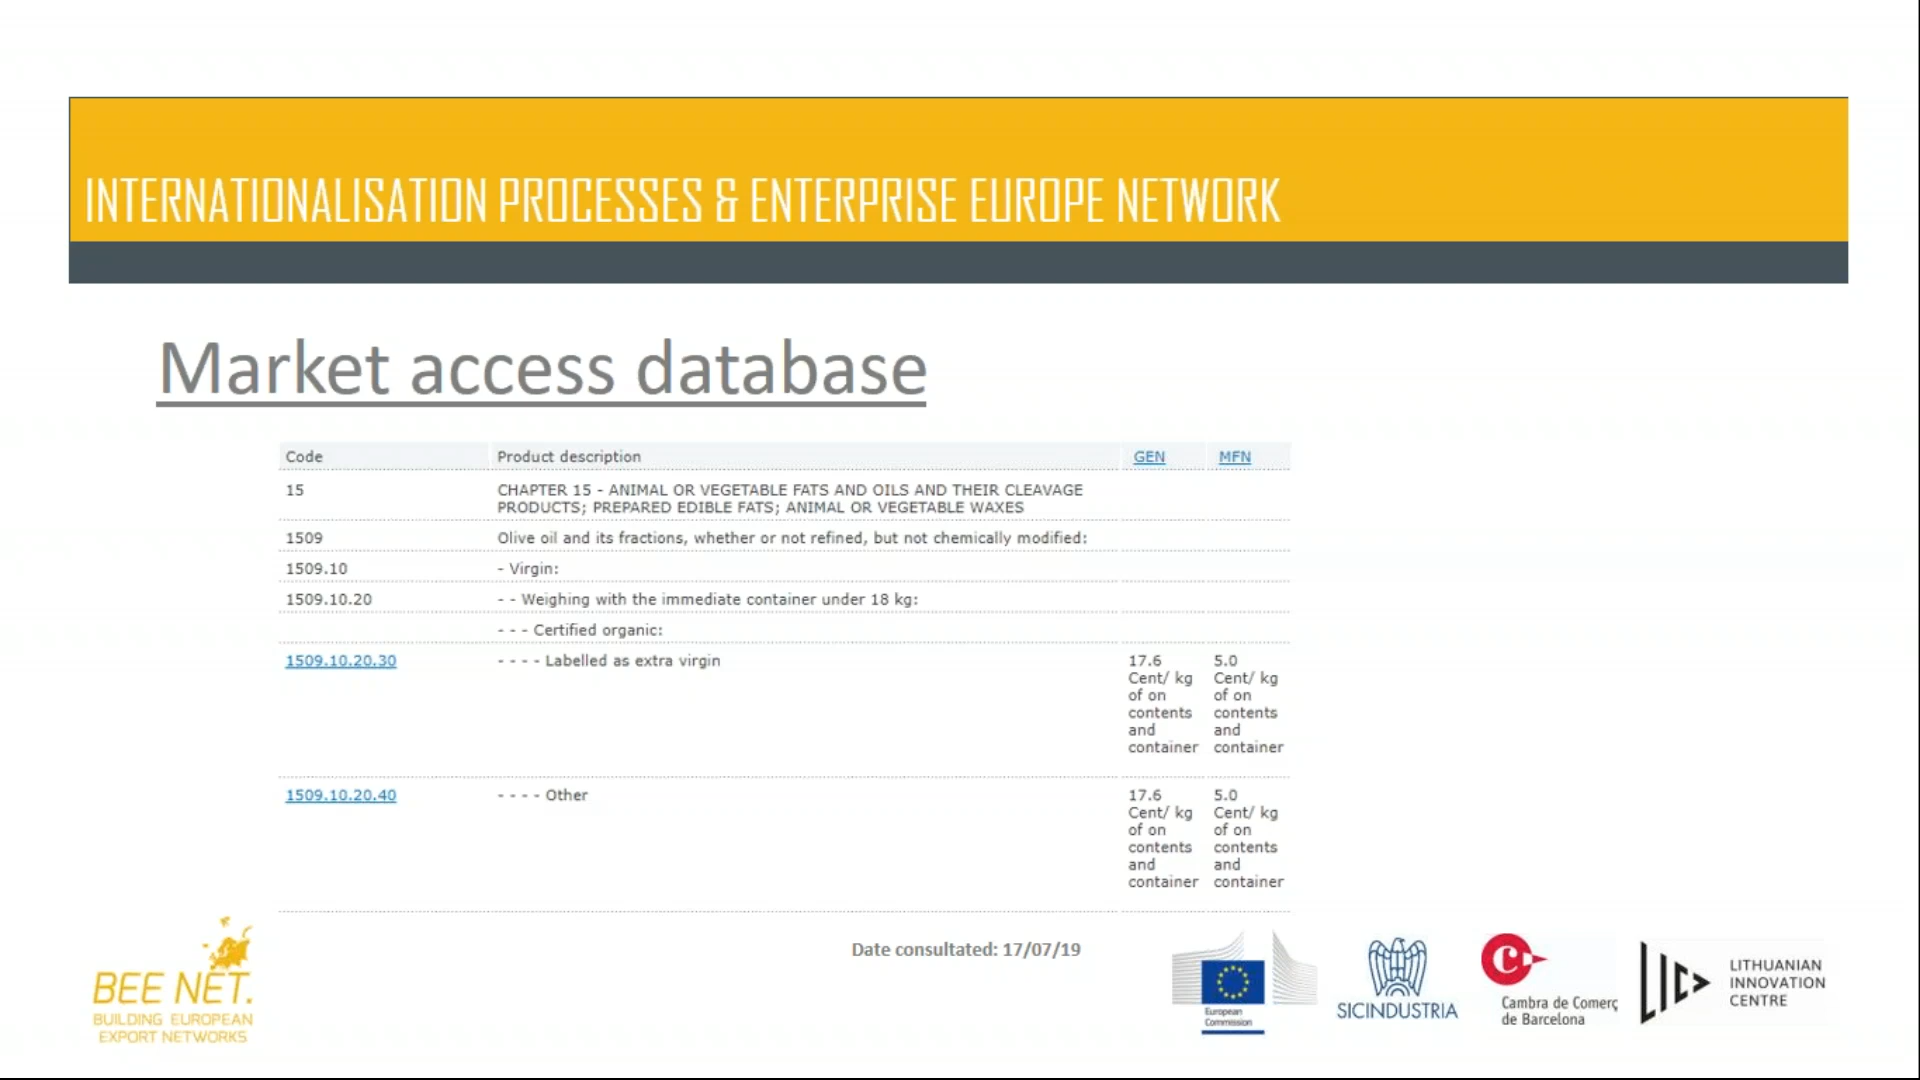 INTERNATIONALISATION PROCESSES & ENTERPRISE EUROPE NETWORK
Market access database
Code Product description GEN MFN
15 CHAPTER 15 - ANIMAL OR VEGETABLE FATS AND OILS AND THEIR CLEAVAGE
PRODUCTS; PREPARED EDIBLE FATS; ANIMAL OR VEGETABLE WAXES
1509 Olive oil and its fractions, whether or not refined, but not chemically modified:
1509.10 - Virgin:
1509.10.20 - - Weighing with the immediate container under 18 kg:
- - - Certified organic:
1509.10.20.30 - - - - Labelled as extra virgin 17.6 5.0
Cent/ kg Cent/ kg
of on of on
contents contents
and and
container container
1509.10.20.40 - - - - Other 17.6 5.0
Cent/ kg Cent/ kg
of on of on
contents contents
and and
container container
Date consultated: 17/07/19
BEE NET.
BUILDING EUROPEAN
EXPORT NETWORKS
European
Commission
SICINDUSTRIA
C
Cambra de Comerç
de Barcelona
LIC
LITHUANIAN
INNOVATION
CENTRE